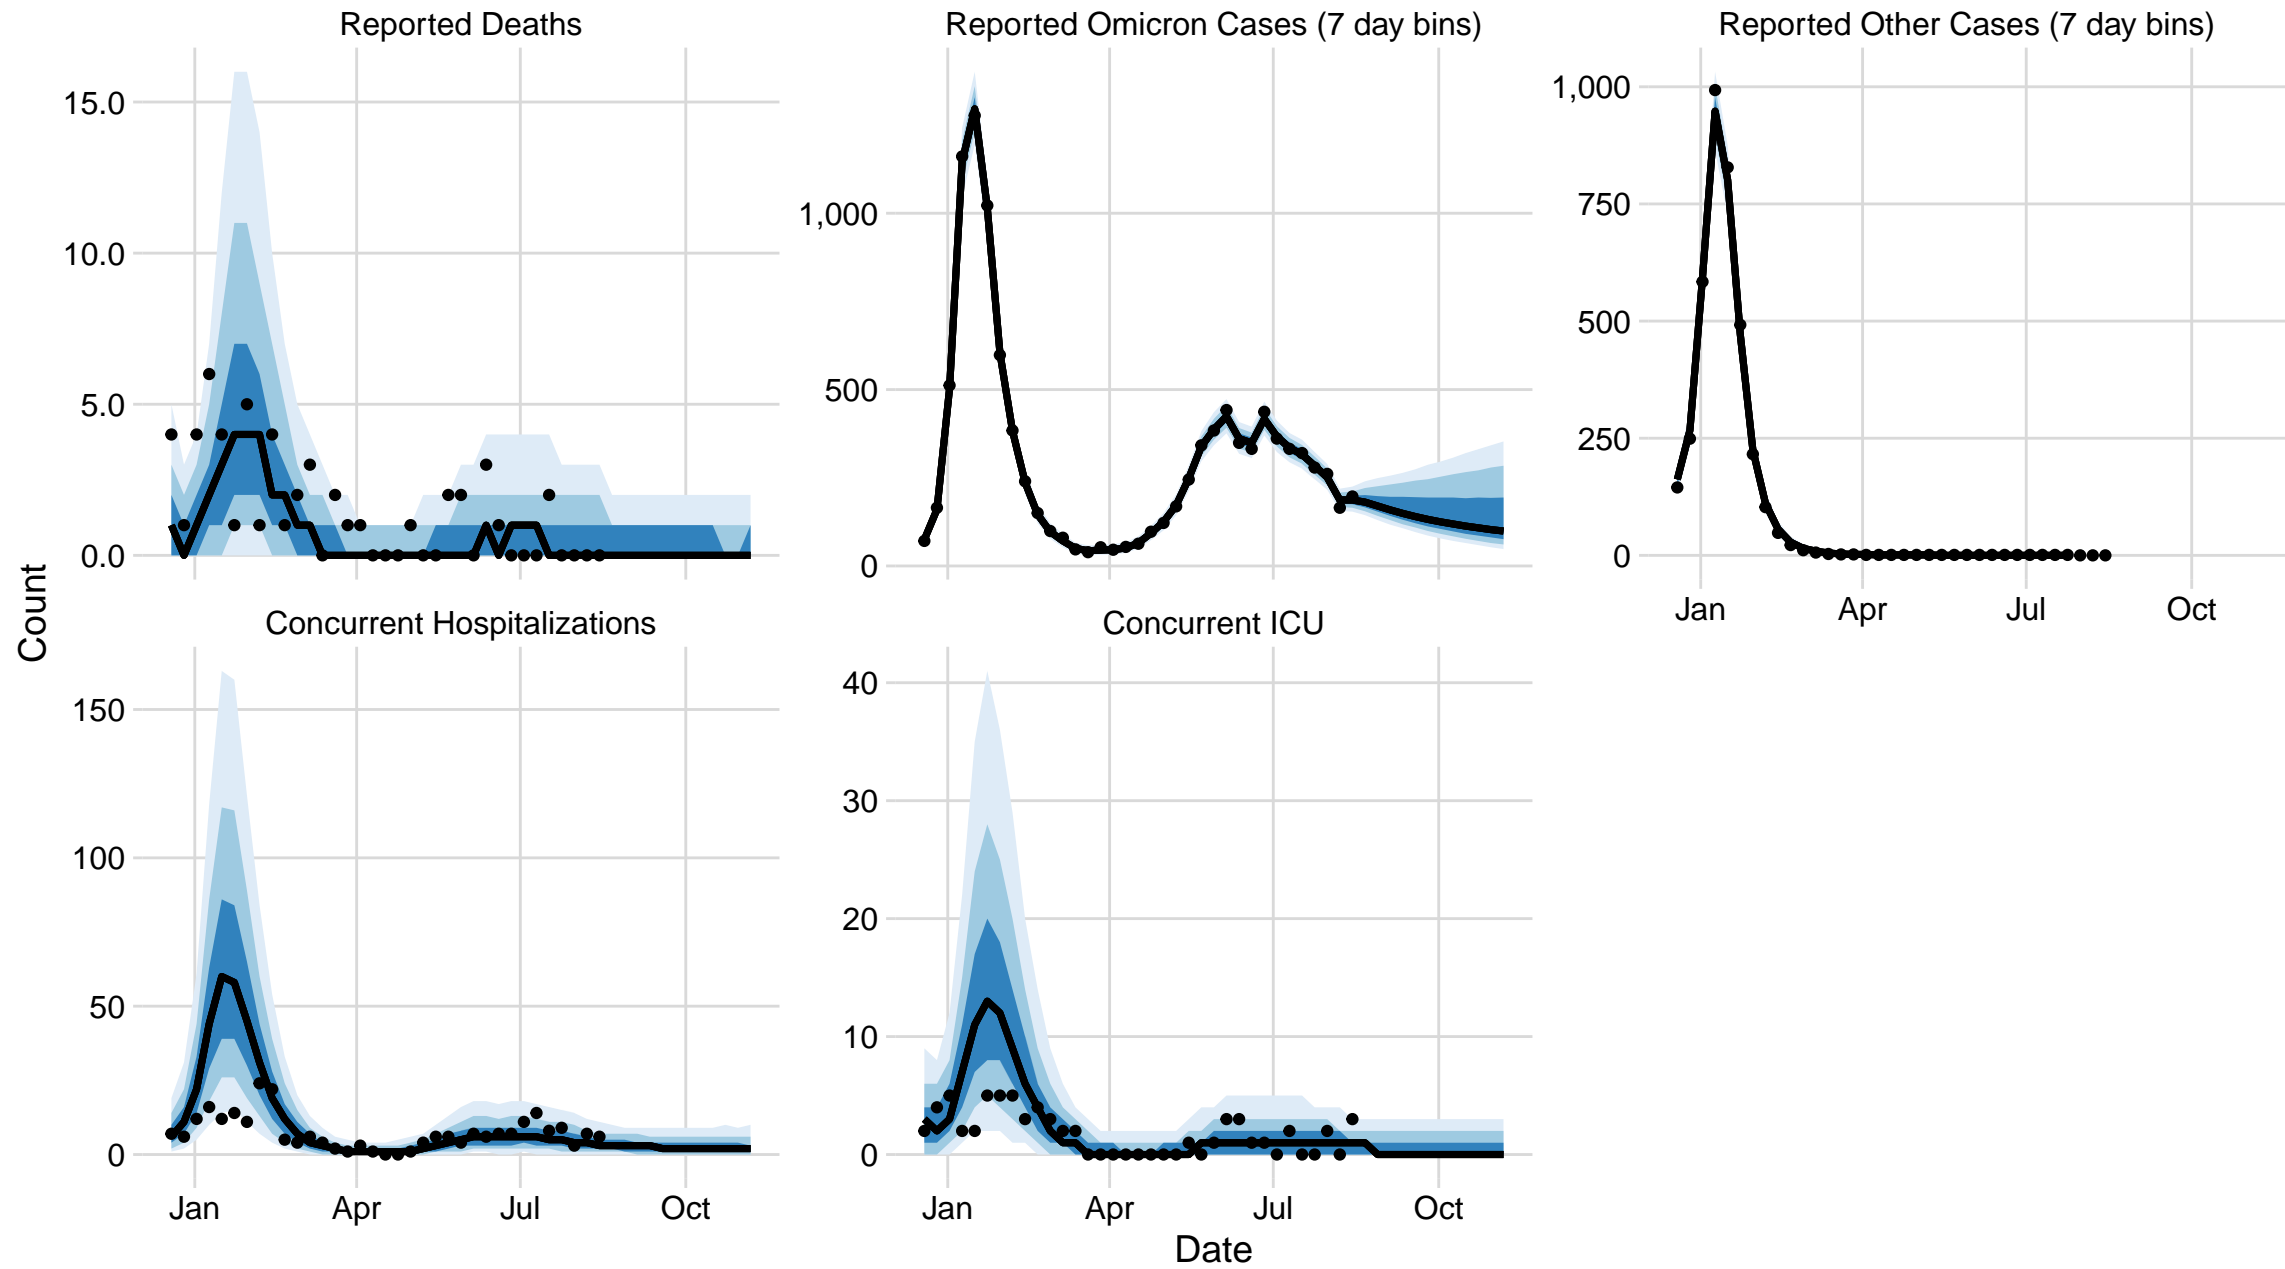 Reported Deaths
Reported Omicron Cases (7 day bins)
Reported Other Cases (7 day bins)
15.0
10.0
5.0
0.0
1,000
500
0
1,000
750
500
250
0
Jan Apr Jul Oct
Count
Concurrent Hospitalizations
Concurrent ICU
150
100
50
0
40
30
20
10
0
Jan Apr Jul Oct
Jan Apr Jul Oct
Date